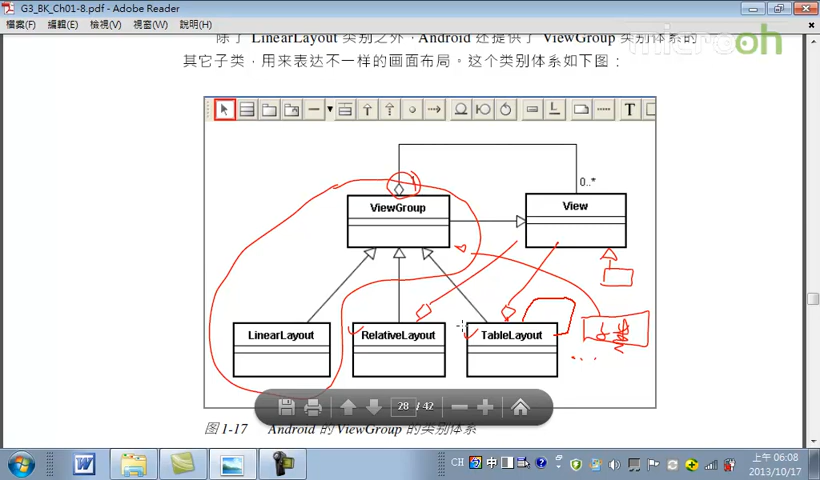 G3_BK_Ch01-8.pdf - Adobe Reader
檔案(F) 編輯(E) 檢視(V) 視窗(W) 說明(H)
除了 LinearLayout 类别之外，Android 还提供了 ViewGroup 类别体系的
microoh
其它子类，用来表达不一样的画面布局。这个类别体系如下图：
T
1
0..*
ViewGroup
View
LinearLayout
RelativeLayout
TableLayout
...
28 / 42
图 1-17 Android 的 ViewGroup 的类别体系
W
CH 中
上午 06:08
2013/10/17